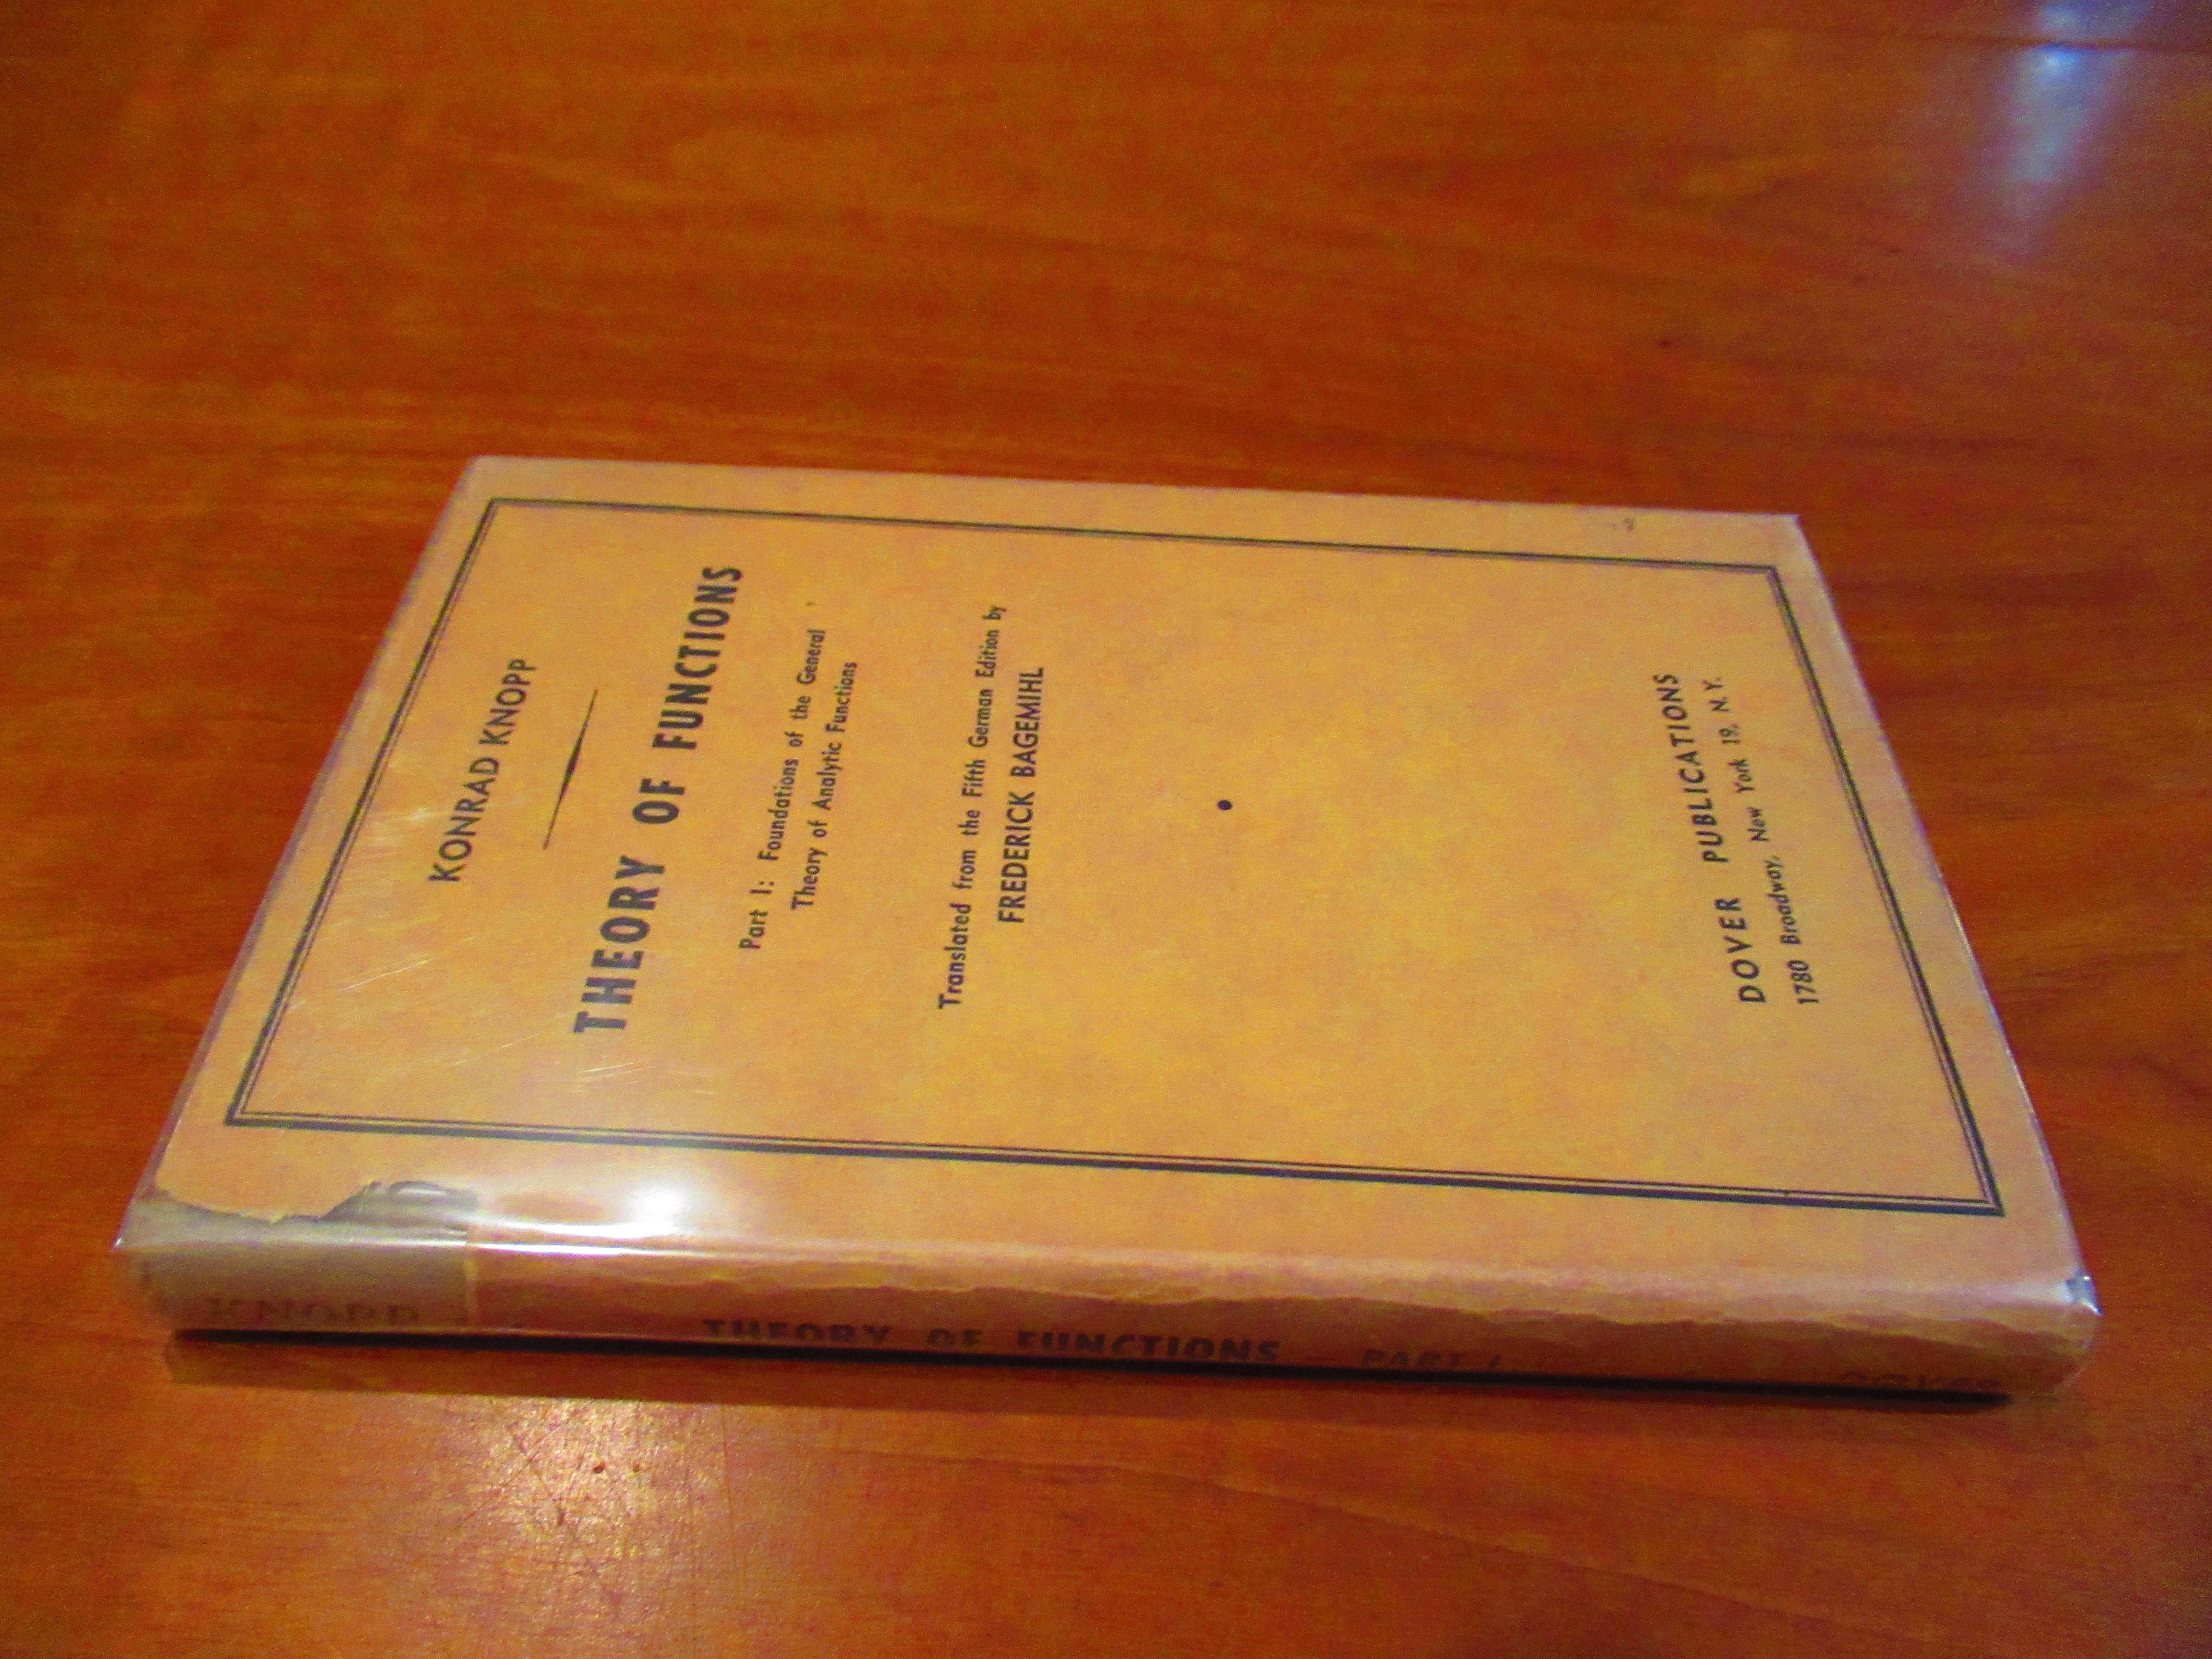 KONRAD KNOPP
THEORY OF FUNCTIONS
Part I: Foundations of the General
Theory of Analytic Functions
Translated from the Fifth German Edition by
FREDERICK BAGEMIHL
DOVER PUBLICATIONS
1780 Broadway, New York 19, N. Y.
KNOPP THEORY OF FUNCTIONS PART I DOVER